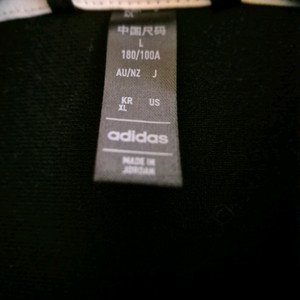 中国尺码
L
180/100A
AU/NZ J
KR US
XL
adidas
MADE IN
JORDAN